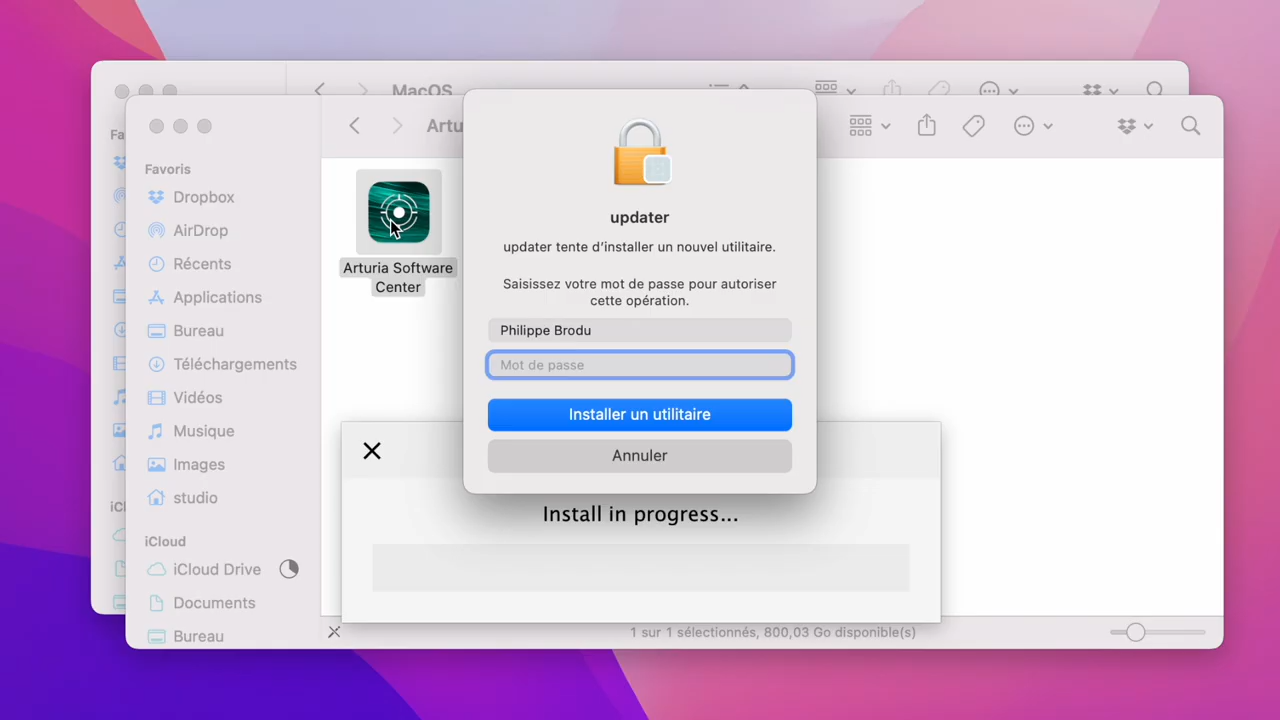 MacOS
Fa
iCl
Artu
Favoris
Dropbox
AirDrop
Récents
Applications
Bureau
Téléchargements
Vidéos
Musique
Images
studio
iCloud
iCloud Drive
Documents
Bureau
Arturia Software
Center
updater
updater tente d’installer un nouvel utilitaire.
Saisissez votre mot de passe pour autoriser
cette opération.
Philippe Brodu
Mot de passe
Installer un utilitaire
Annuler
Install in progress...
1 sur 1 sélectionnés, 800,03 Go disponible(s)